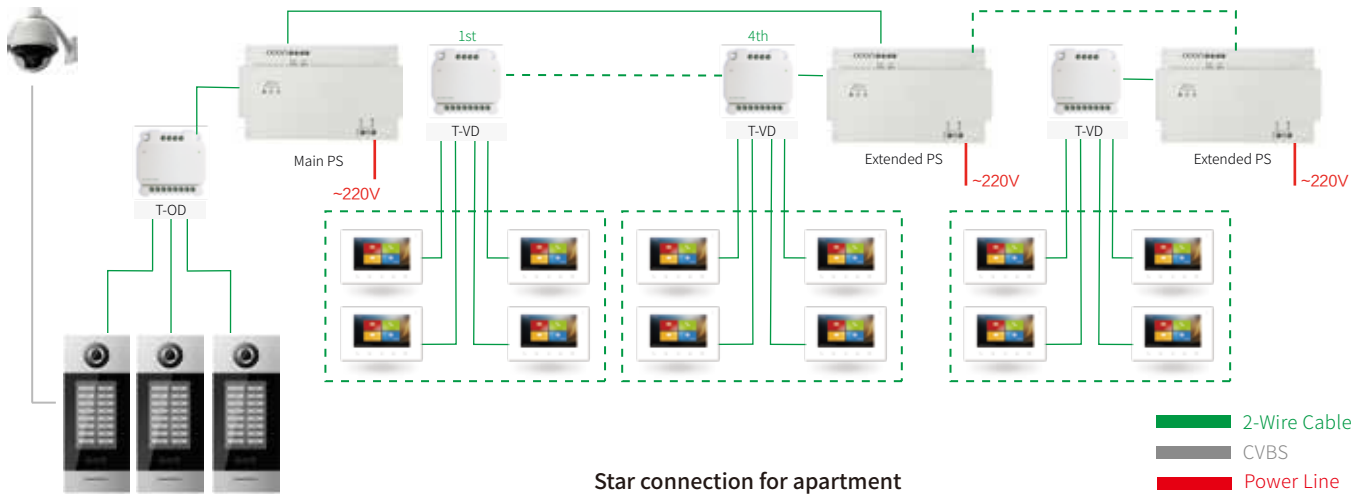 1st
4th
T-VD
T-VD
T-VD
Main PS
Extended PS
Extended PS
~220V
~220V
~220V
T-OD
2-Wire Cable
CVBS
Power Line
Star connection for apartment